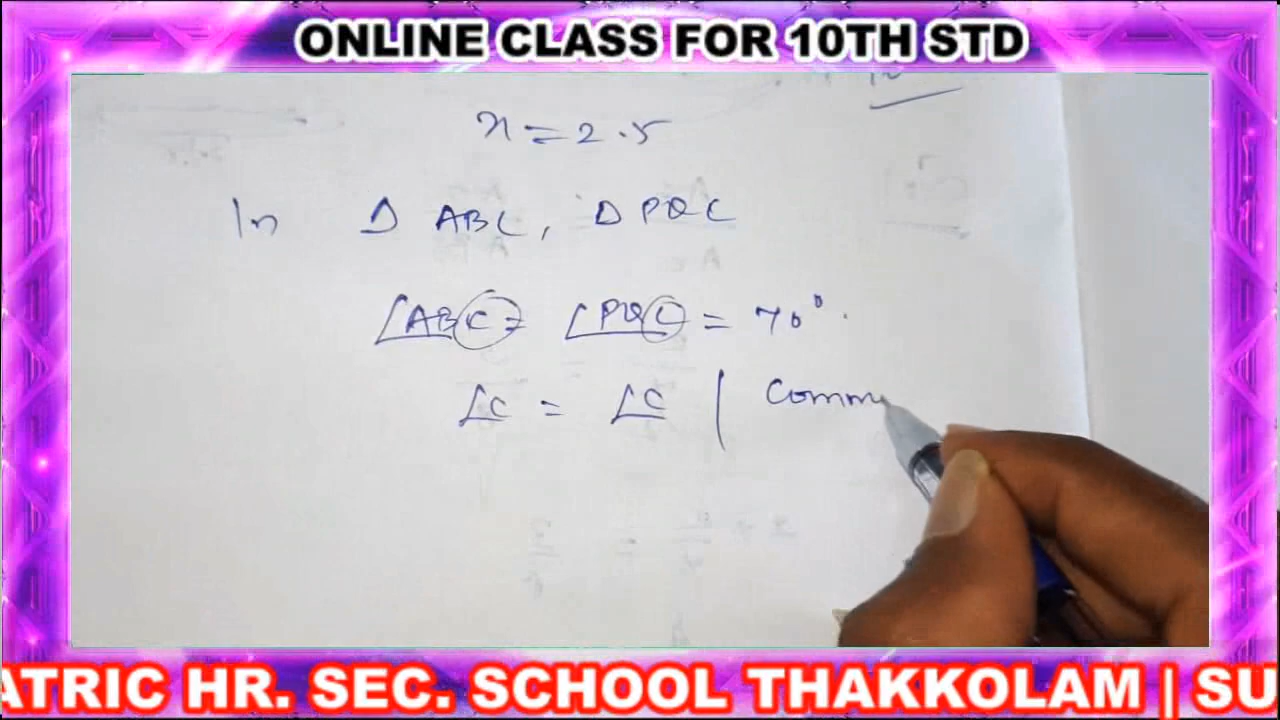 ONLINE CLASS FOR 10TH STD
x = 2.5
In Δ ABC, Δ PQC
∠ABC = ∠PQC = 70°.
∠C = ∠C | Comm
ATRIC HR. SEC. SCHOOL THAKKOLAM | SU